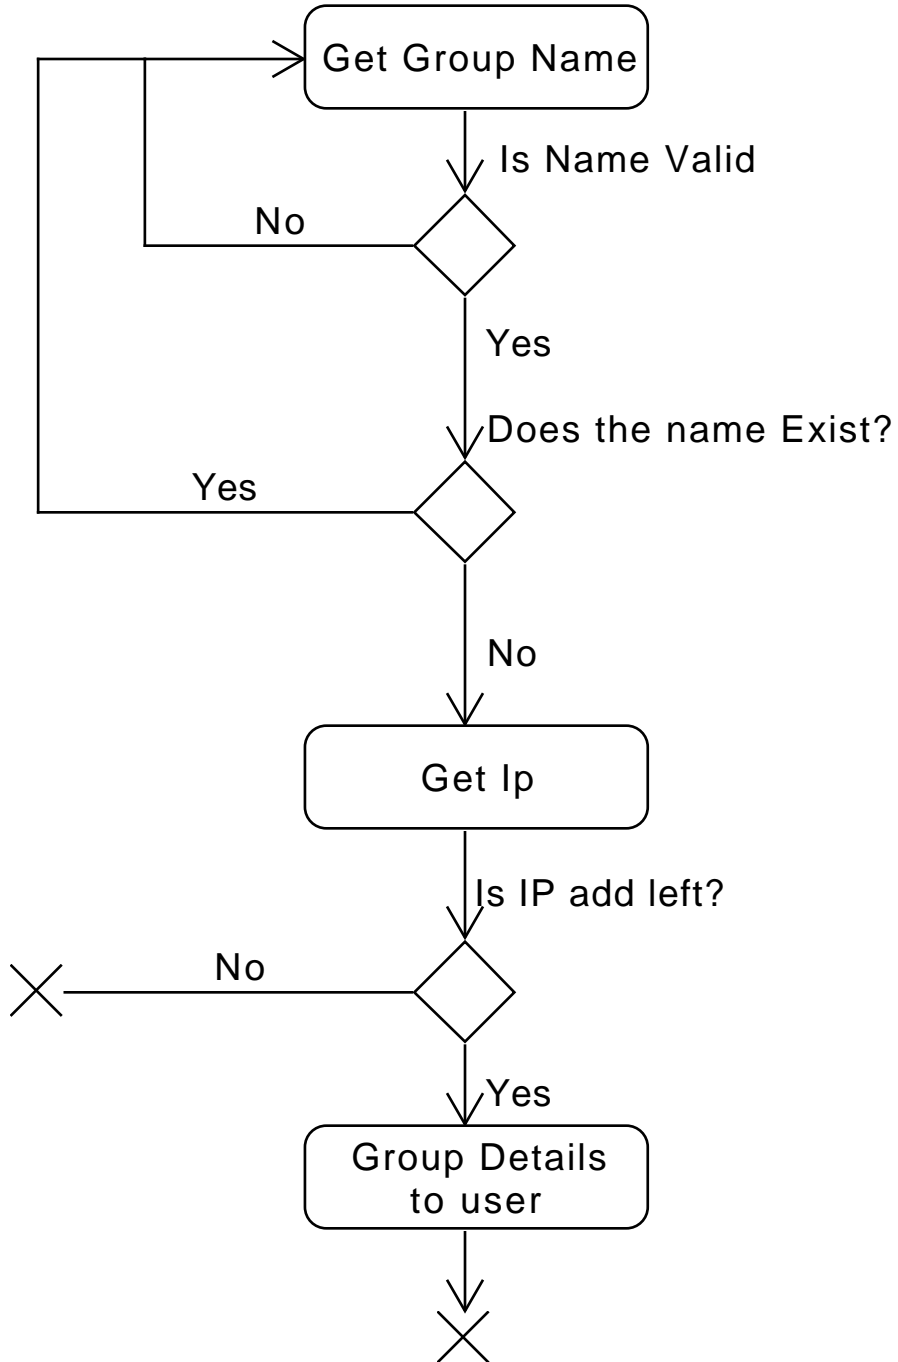 Get Group Name
Is Name Valid
No
Yes
Does the name Exist?
Yes
No
Get Ip
Is IP add left?
No
Yes
Group Details
to user